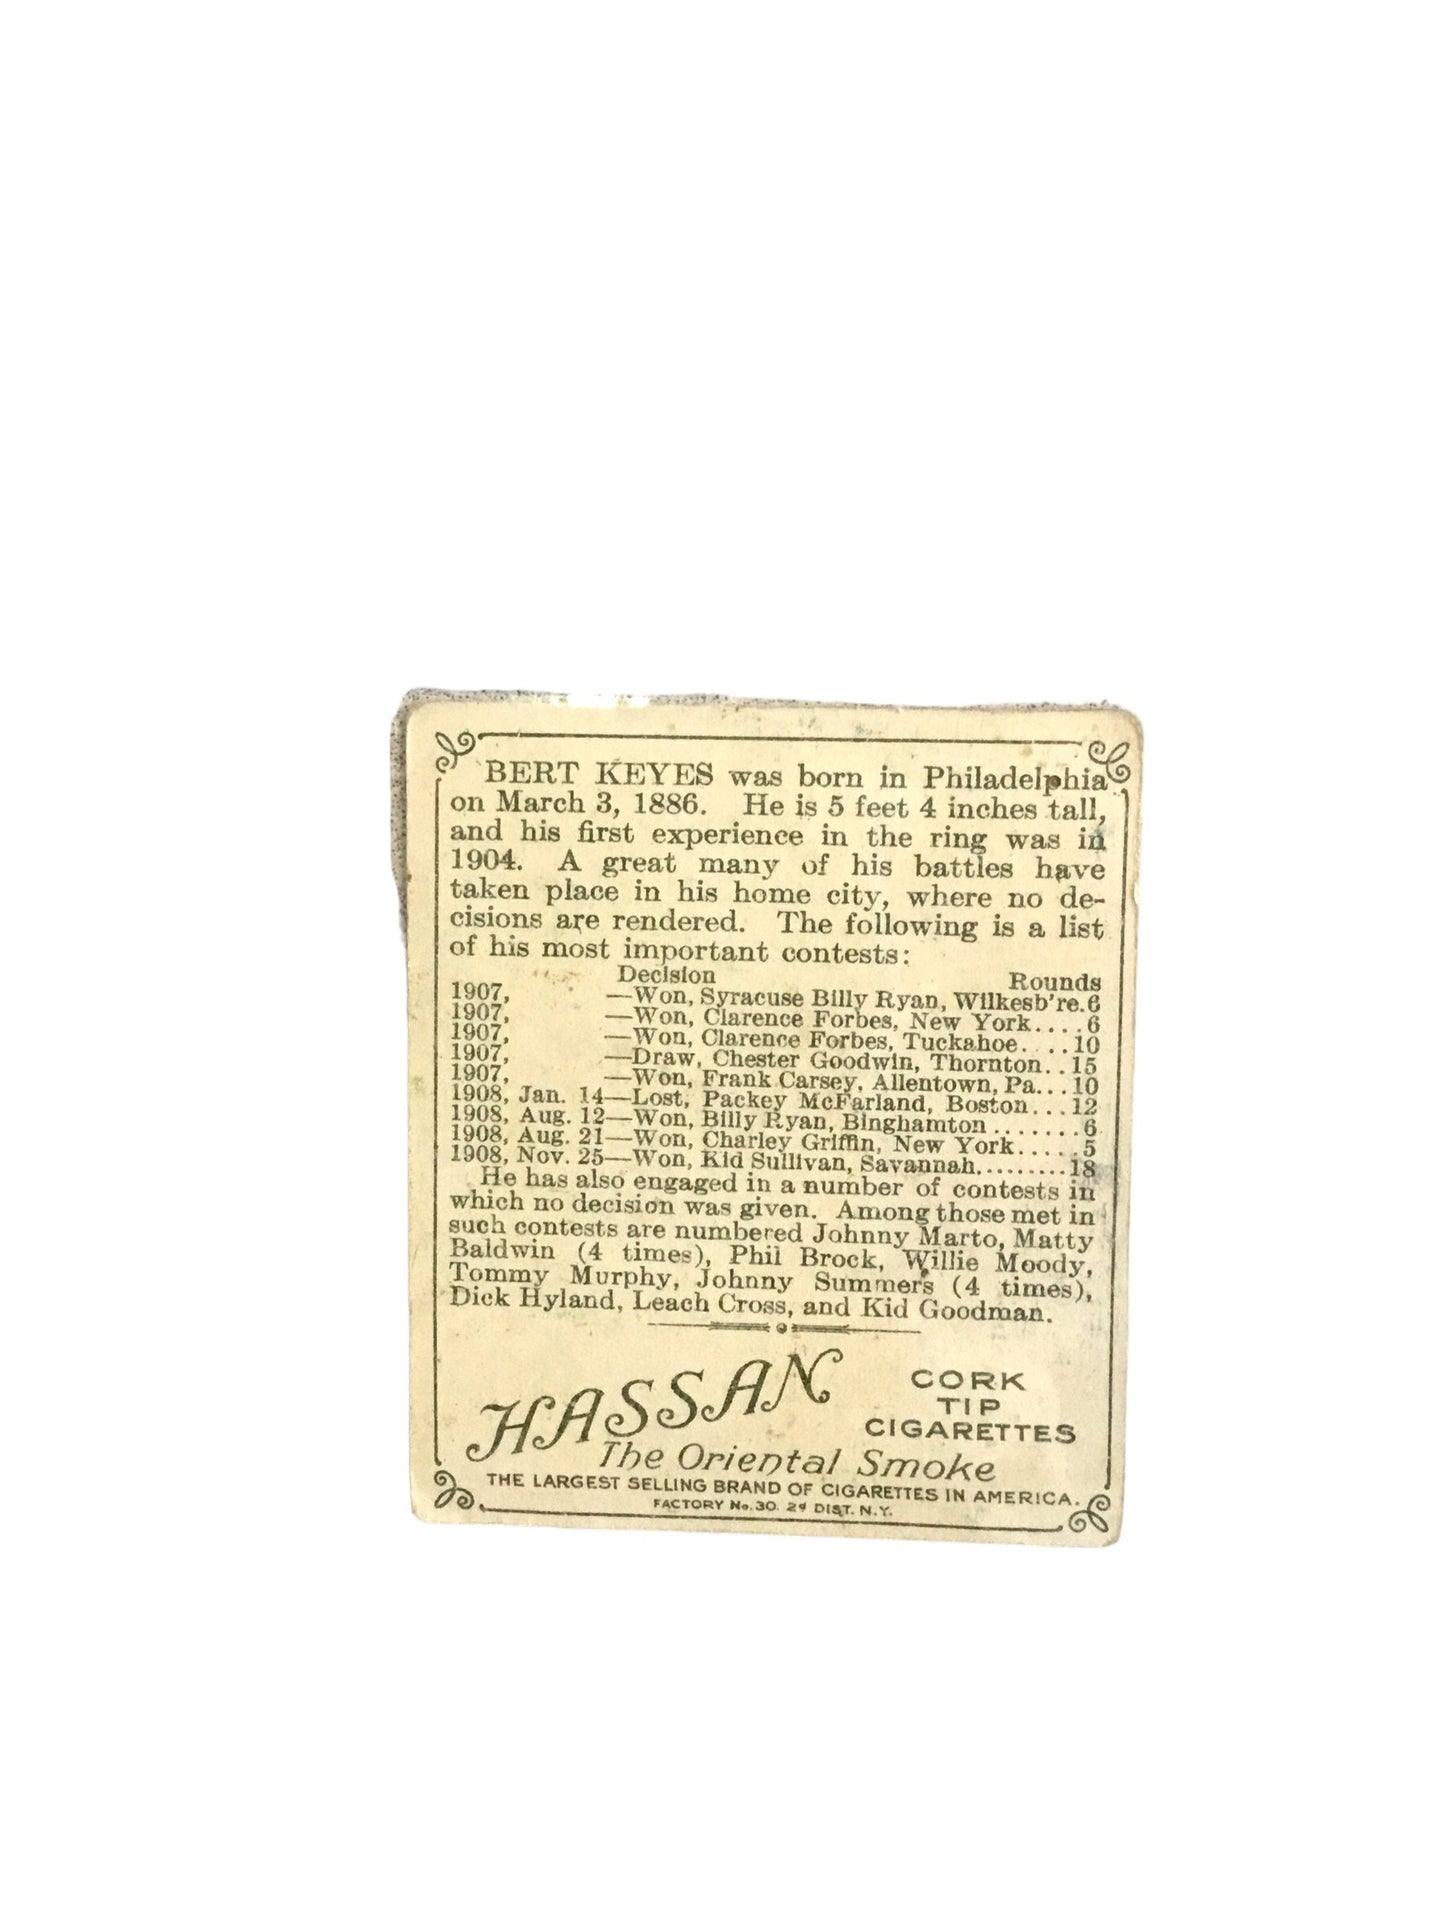 BERT KEYES was born in Philadelphia
on March 3, 1886. He is 5 feet 4 inches tall,
and his first experience in the ring was in
1904. A great many of his battles have
taken place in his home city, where no de-
cisions are rendered. The following is a list
of his most important contests:
Decision Rounds
1907, —Won, Syracuse Billy Ryan, Wilkesb're.6
1907, —Won, Clarence Forbes, New York....6
1907, —Won, Clarence Forbes, Tuckahoe....10
1907, —Draw, Chester Goodwin, Thornton..15
1907, —Won, Frank Carsey, Allentown, Pa...10
1908, Jan. 14—Lost, Packey McFarland, Boston...12
1908, Aug. 12—Won, Billy Ryan, Binghamton.......6
1908, Aug. 21—Won, Charley Griffin, New York.....5
1908, Nov. 25—Won, Kid Sullivan, Savannah.........18
He has also engaged in a number of contests in
which no decision was given. Among those met in
such contests are numbered Johnny Marto, Matty
Baldwin (4 times), Phil Brock, Willie Moody,
Tommy Murphy, Johnny Summers (4 times),
Dick Hyland, Leach Cross, and Kid Goodman.
HASSAN CORK
TIP
CIGARETTES
The Oriental Smoke
THE LARGEST SELLING BRAND OF CIGARETTES IN AMERICA.
FACTORY No. 30. 2d DIST. N.Y.